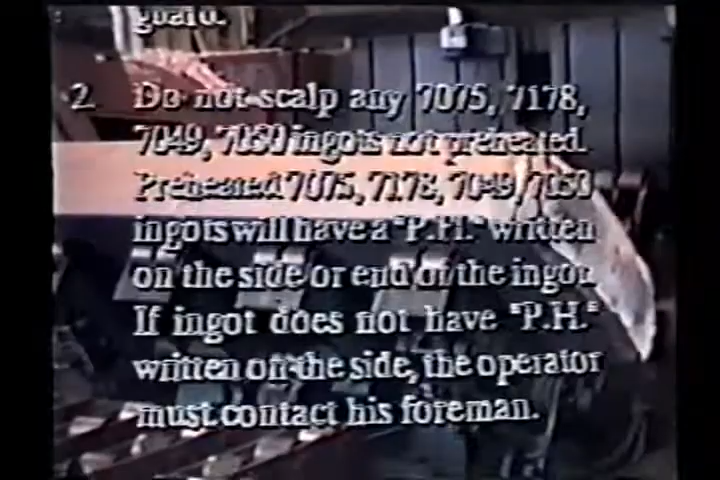 guard.
2. Do not scalp any 7075, 7178,
7049, 7050 ingots not preheated.
Preheated 7075, 7178, 7049, 7050
ingots will have a "P.H." written
on the side or end of the ingot.
If ingot does not have "P.H."
written on the side, the operator
must contact his foreman.